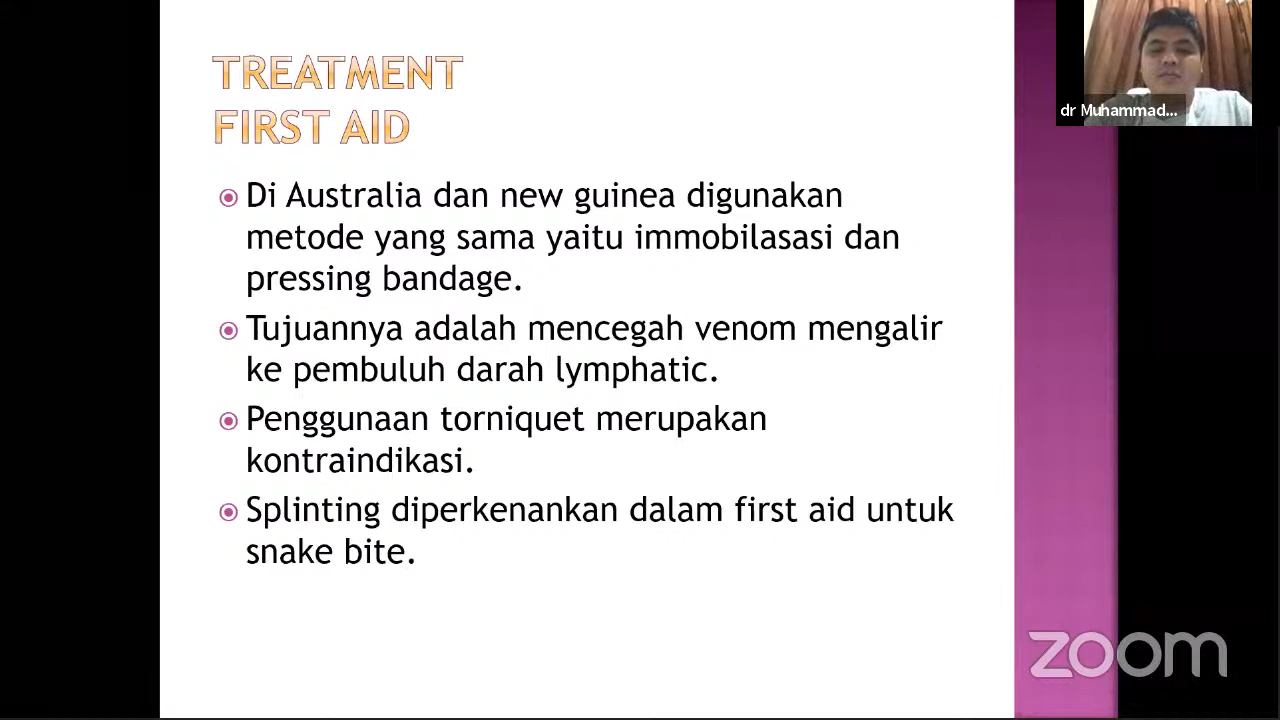 TREATMENT
FIRST AID
Di Australia dan new guinea digunakan
metode yang sama yaitu immobilasasi dan
pressing bandage.
Tujuannya adalah mencegah venom mengalir
ke pembuluh darah lymphatic.
Penggunaan torniquet merupakan
kontraindikasi.
Splinting diperkenankan dalam first aid untuk
snake bite.
dr Muhammad...
zoom